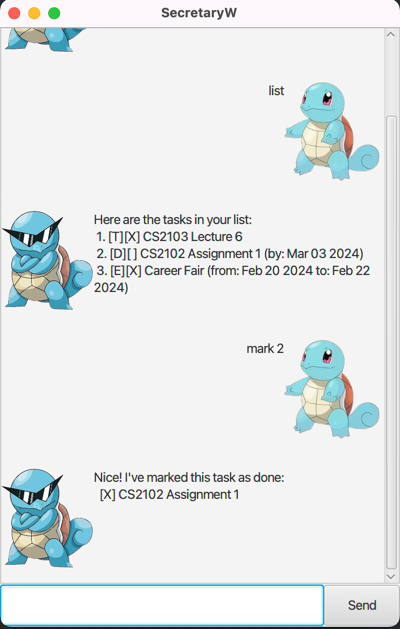 SecretaryW
list
Here are the tasks in your list:
1. [T][X] CS2103 Lecture 6
2. [D][ ] CS2102 Assignment 1 (by: Mar 03 2024)
3. [E][X] Career Fair (from: Feb 20 2024 to: Feb 22
2024)
mark 2
Nice! I've marked this task as done:
[X] CS2102 Assignment 1
Send